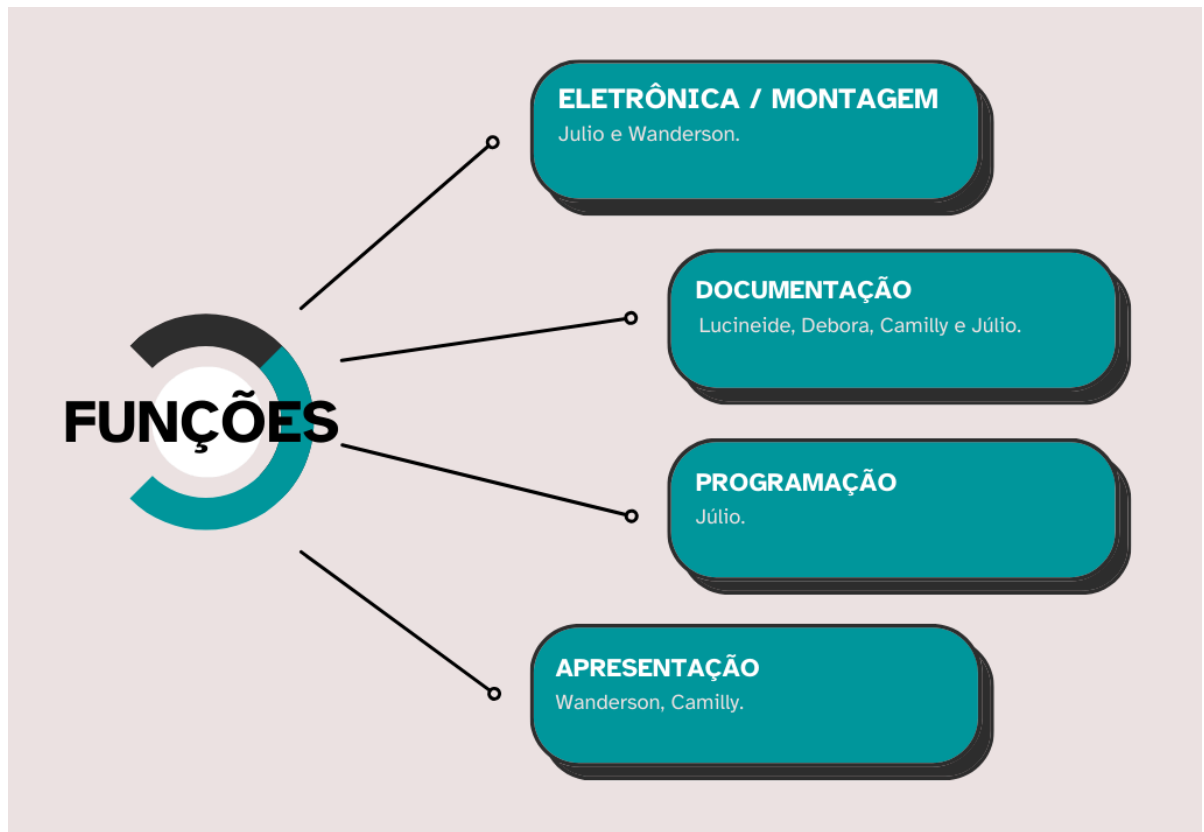 ELETRÔNICA / MONTAGEM
Julio e Wanderson.
DOCUMENTAÇÃO
Lucineide, Debora, Camilly e Júlio.
FUNÇÕES
PROGRAMAÇÃO
Júlio.
APRESENTAÇÃO
Wanderson, Camilly.